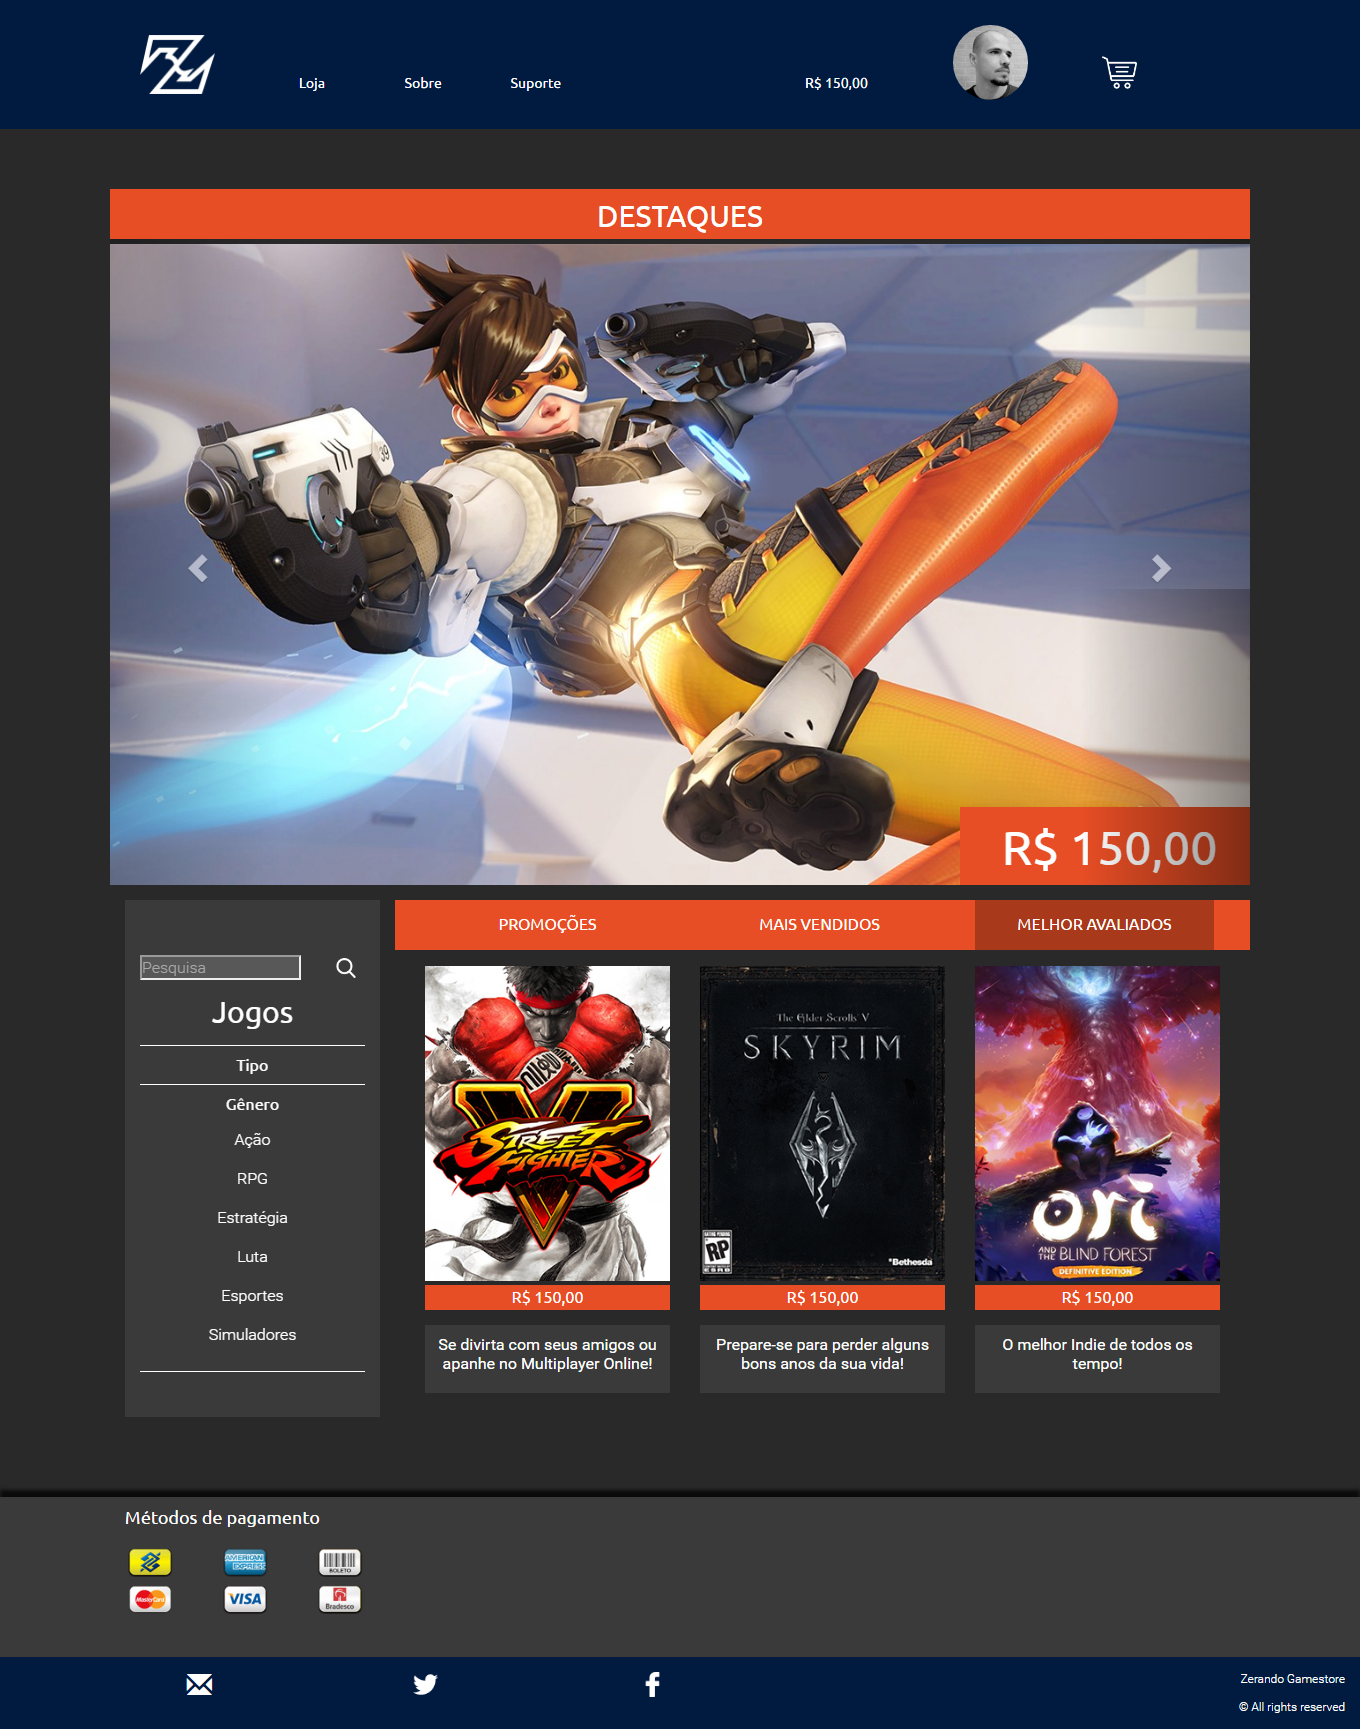 Loja
Sobre
Suporte
R$ 150,00
DESTAQUES
39
R$ 150,00
PROMOÇÕES
MAIS VENDIDOS
MELHOR AVALIADOS
Pesquisa
Jogos
Tipo
Gênero
Ação
RPG
Estratégia
Luta
Esportes
Simuladores
STREET
FIGHTER
V
R$ 150,00
Se divirta com seus amigos ou
apanhe no Multiplayer Online!
The Elder Scrolls V
SKYRIM
RATING PENDING
RP
ESRB
Bethesda
R$ 150,00
Prepare-se para perder alguns
bons anos da sua vida!
ori
AND THE BLIND FOREST
DEFINITIVE EDITION
R$ 150,00
O melhor Indie de todos os
tempo!
Métodos de pagamento
AMERICAN
EXPRESS
BOLETO
MasterCard
VISA
Bradesco
Zerando Gamestore
© All rights reserved